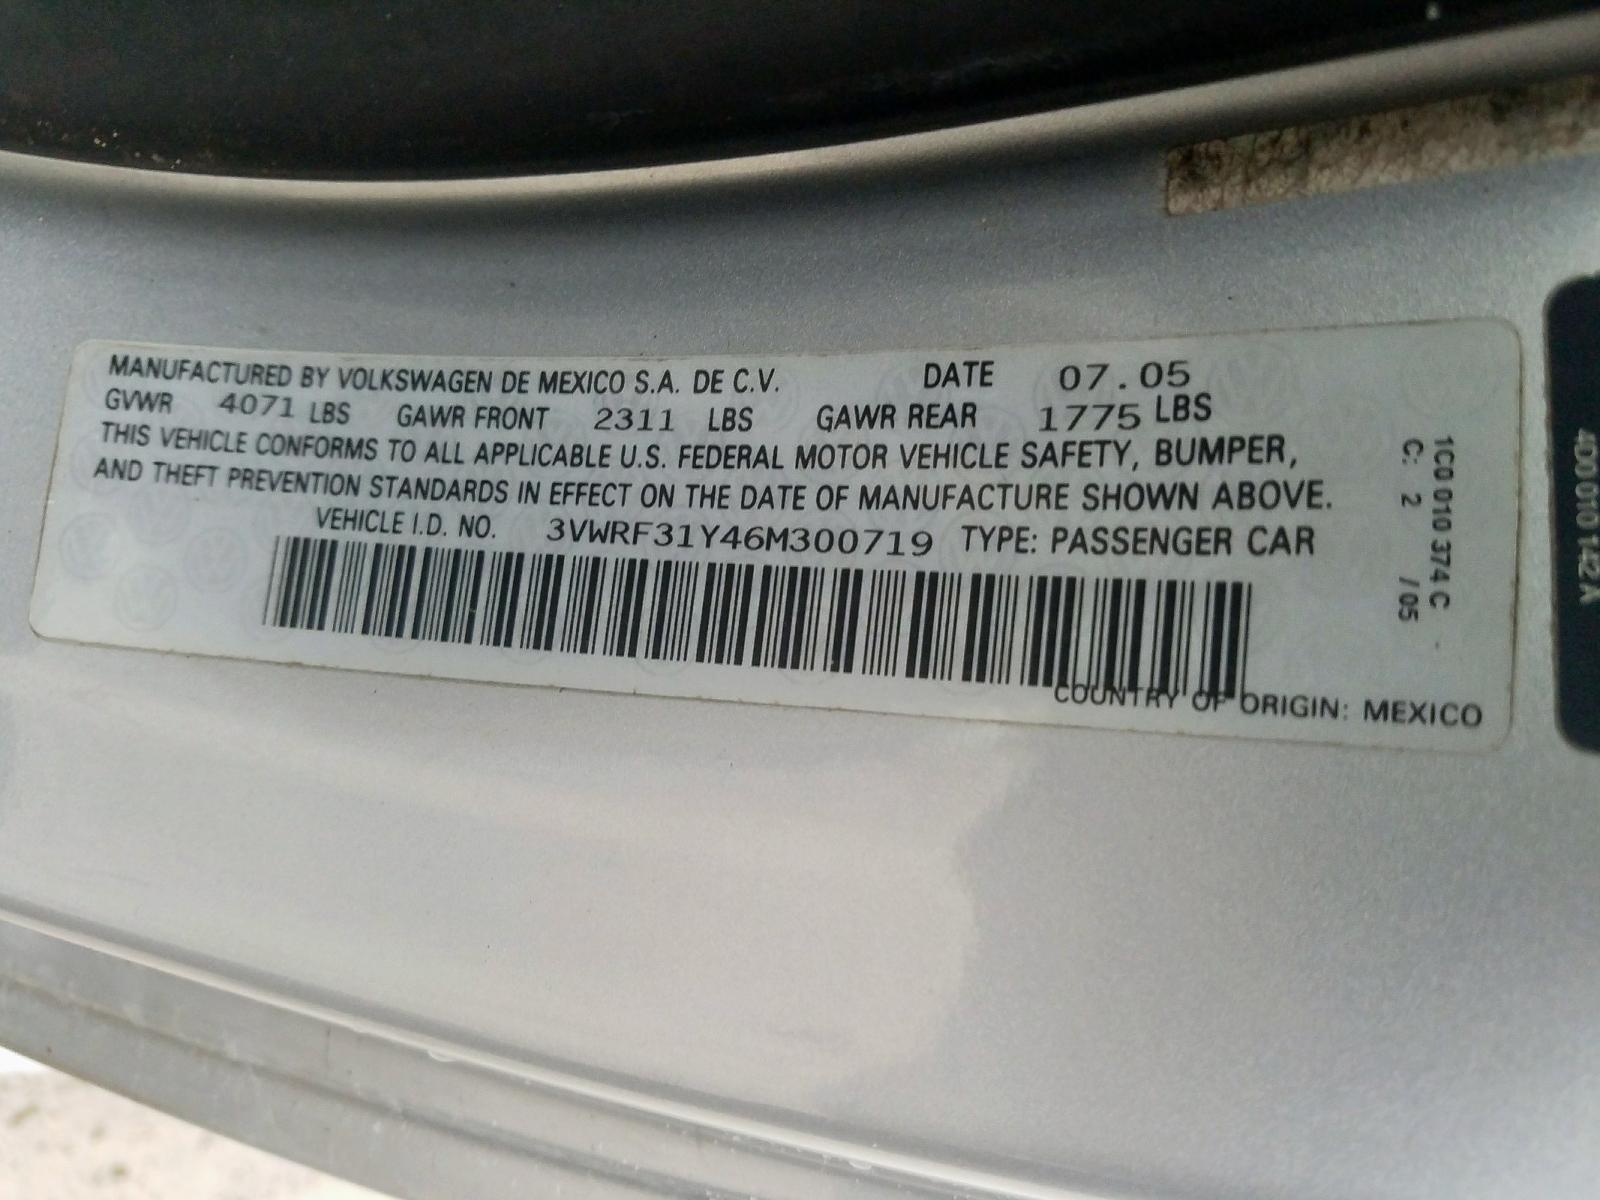 MANUFACTURED BY VOLKSWAGEN DE MEXICO S.A. DE C.V. DATE 07.05
GVWR 4071 LBS GAWR FRONT 2311 LBS GAWR REAR 1775 LBS
THIS VEHICLE CONFORMS TO ALL APPLICABLE U.S. FEDERAL MOTOR VEHICLE SAFETY, BUMPER,
AND THEFT PREVENTION STANDARDS IN EFFECT ON THE DATE OF MANUFACTURE SHOWN ABOVE.
VEHICLE I.D. NO. 3VWRF31Y46M300719 TYPE: PASSENGER CAR
COUNTRY OF ORIGIN: MEXICO
1C0 010 374 C
C: 2 / 05
4D0 010 142 A